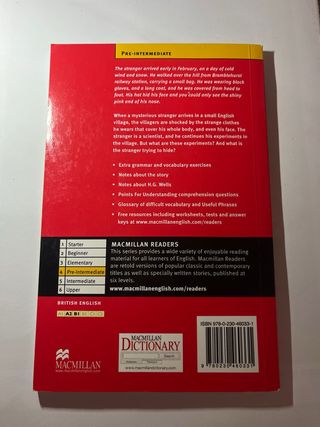 PRE-INTERMEDIATE
The stranger arrived early in February, on a day of cold
wind and snow. He walked over the hill from Bramblehurst
railway station, carrying a small bag. He was wearing black
gloves, and a long coat, and he was covered from head to
foot. His hat hid his face and you could only see the shiny
pink end of his nose.
When a mysterious stranger arrives in a small English
village, the villagers are shocked by the strange clothes
he wears that cover his whole body, and even his face. The
stranger is a scientist, and he continues his experiments in
the village. But what are these experiments? And what is
the stranger trying to hide?
• Extra grammar and vocabulary exercises
• Notes about the story
• Notes about H.G. Wells
• Points For Understanding comprehension questions
• Glossary of difficult vocabulary and Useful Phrases
• Free resources including worksheets, tests and answer
keys at www.macmillanenglish.com/readers
1 Starter
2 Beginner
3 Elementary
4 Pre-Intermediate
5 Intermediate
6 Upper
MACMILLAN READERS
This series provides a wide variety of enjoyable reading
material for all learners of English. Macmillan Readers
are retold versions of popular classic and contemporary
titles as well as specially written stories, published at
six levels.
www.macmillanenglish.com/readers
BRITISH ENGLISH
A1 A2 B1
MACMILLAN
www.macmillanenglish.com
MACMILLAN
DICTIONARY
Search
www.macmillandictionary.com
ISBN 978-0-230-46033-1
9 780230 460331